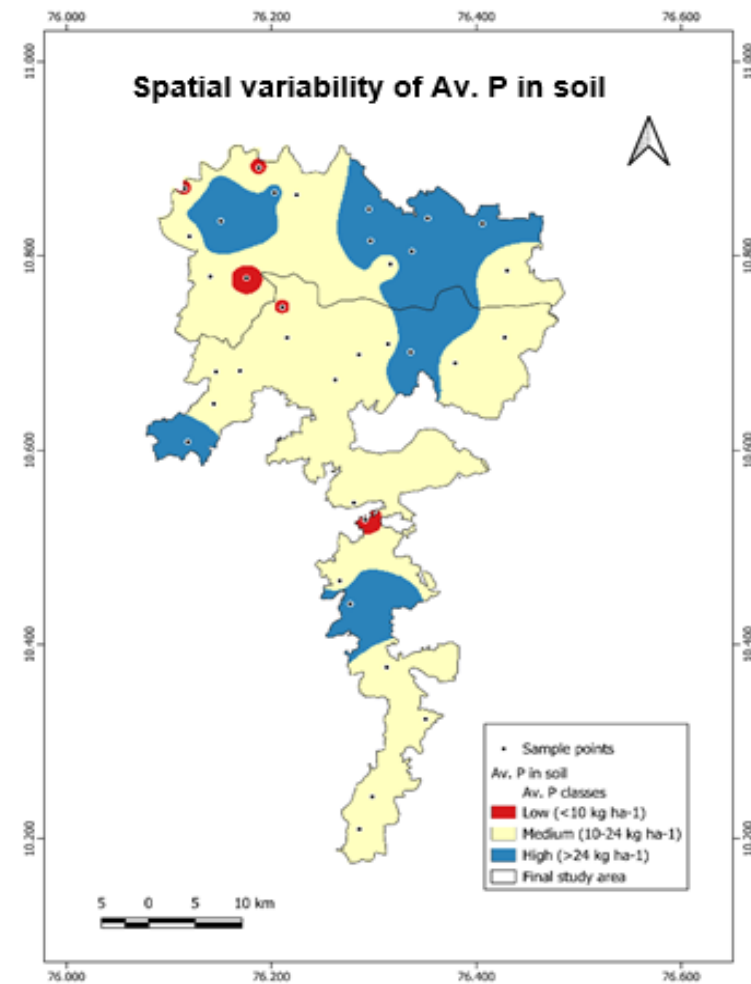 76.000 76.200 76.400 76.600
11.000 11.000
Spatial variability of Av. P in soil
10.800 10.800
10.600 10.600
10.400 10.400
Sample points
Av. P in soil
Av. P classes
Low (<10 kg ha-1)
Medium (10-24 kg ha-1)
High (>24 kg ha-1)
Final study area
10.200 10.200
5 0 5 10 km
76.000 76.200 76.400 76.600